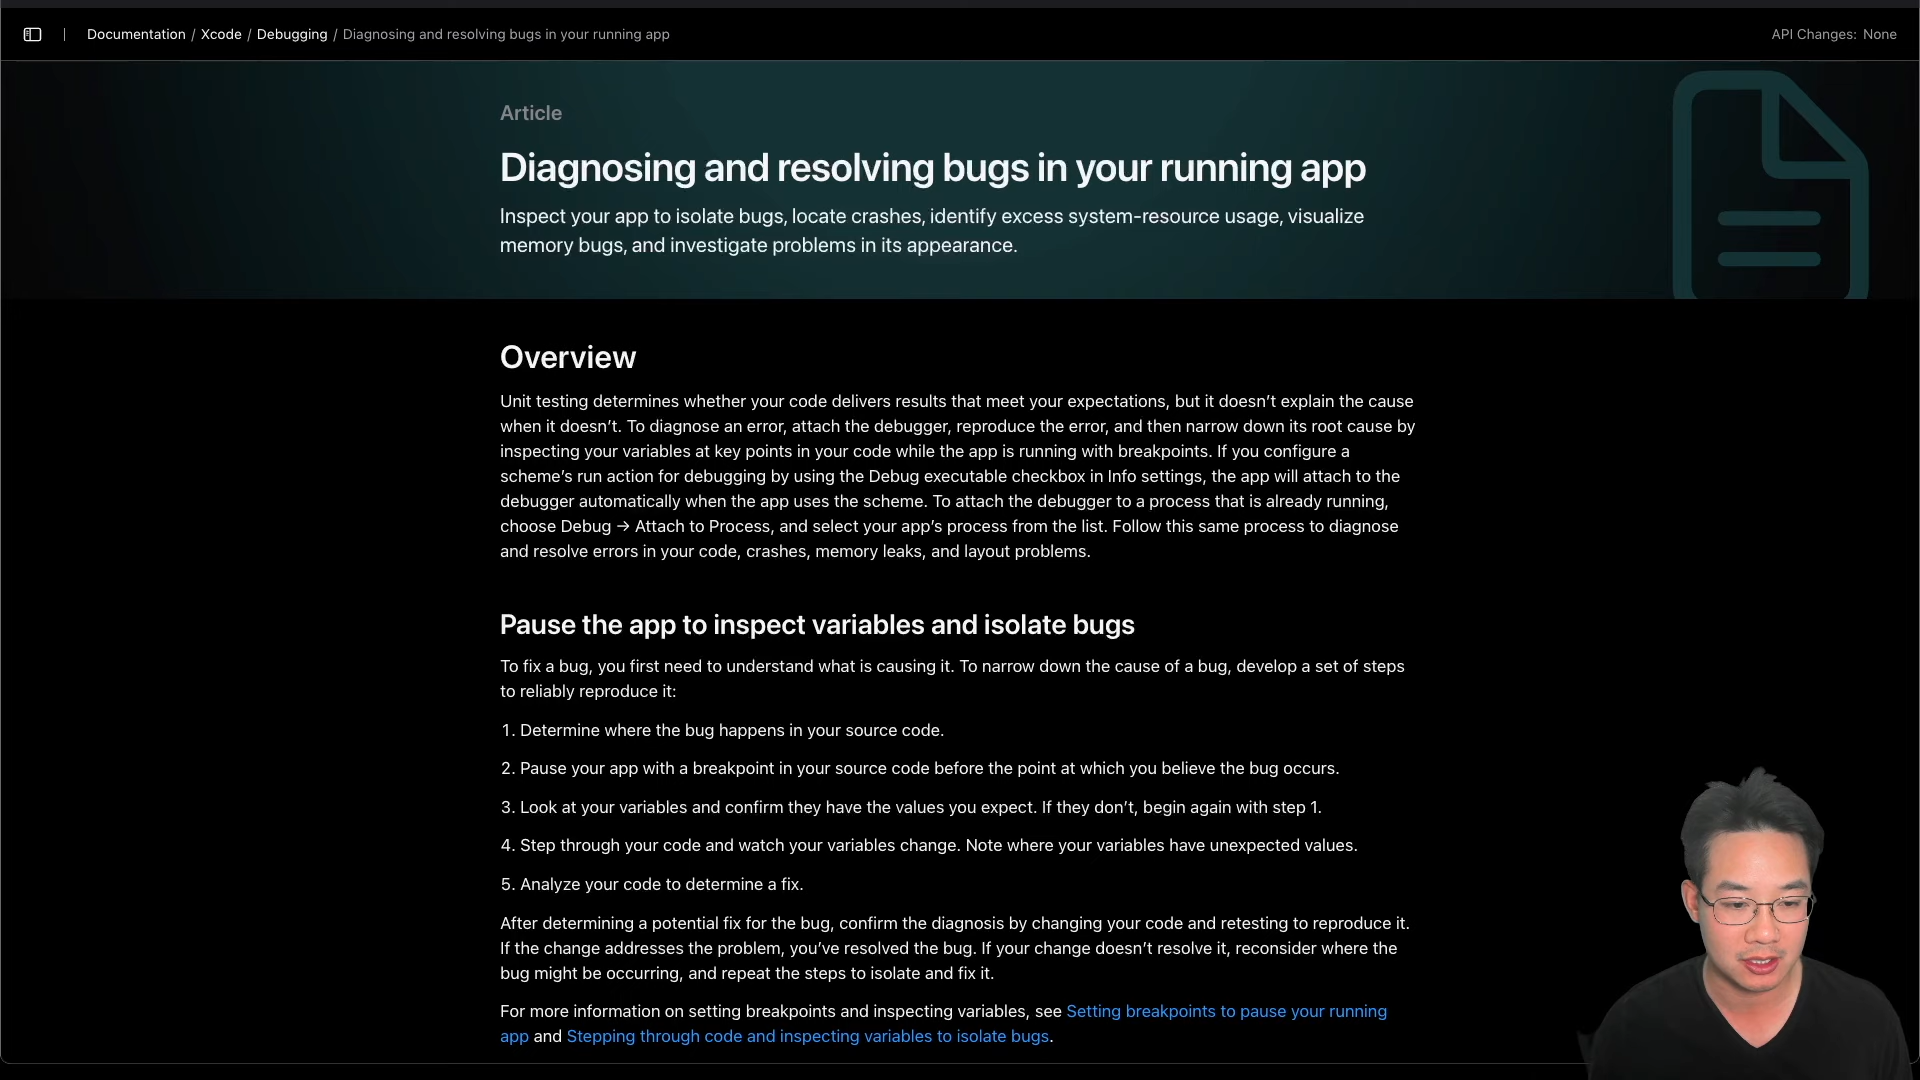 Documentation / Xcode / Debugging / Diagnosing and resolving bugs in your running app
API Changes: None
Article
Diagnosing and resolving bugs in your running app
Inspect your app to isolate bugs, locate crashes, identify excess system-resource usage, visualize
memory bugs, and investigate problems in its appearance.
Overview
Unit testing determines whether your code delivers results that meet your expectations, but it doesn’t explain the cause
when it doesn’t. To diagnose an error, attach the debugger, reproduce the error, and then narrow down its root cause by
inspecting your variables at key points in your code while the app is running with breakpoints. If you configure a
scheme’s run action for debugging by using the Debug executable checkbox in Info settings, the app will attach to the
debugger automatically when the app uses the scheme. To attach the debugger to a process that is already running,
choose Debug → Attach to Process, and select your app’s process from the list. Follow this same process to diagnose
and resolve errors in your code, crashes, memory leaks, and layout problems.
Pause the app to inspect variables and isolate bugs
To fix a bug, you first need to understand what is causing it. To narrow down the cause of a bug, develop a set of steps
to reliably reproduce it:
1. Determine where the bug happens in your source code.
2. Pause your app with a breakpoint in your source code before the point at which you believe the bug occurs.
3. Look at your variables and confirm they have the values you expect. If they don’t, begin again with step 1.
4. Step through your code and watch your variables change. Note where your variables have unexpected values.
5. Analyze your code to determine a fix.
After determining a potential fix for the bug, confirm the diagnosis by changing your code and retesting to reproduce it.
If the change addresses the problem, you’ve resolved the bug. If your change doesn’t resolve it, reconsider where the
bug might be occurring, and repeat the steps to isolate and fix it.
For more information on setting breakpoints and inspecting variables, see Setting breakpoints to pause your running
app and Stepping through code and inspecting variables to isolate bugs.